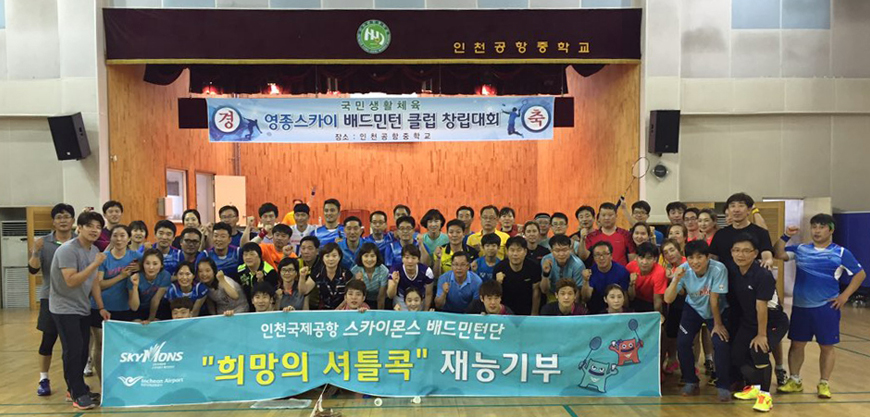 인천공항중학교
국민생활체육
경 영종스카이 배드민턴 클럽 창립대회 축
장소 : 인천공항중학교
인천국제공항 스카이몬스 배드민턴단
SKYMONS
"희망의 셔틀콕" 재능기부
Incheon Airport